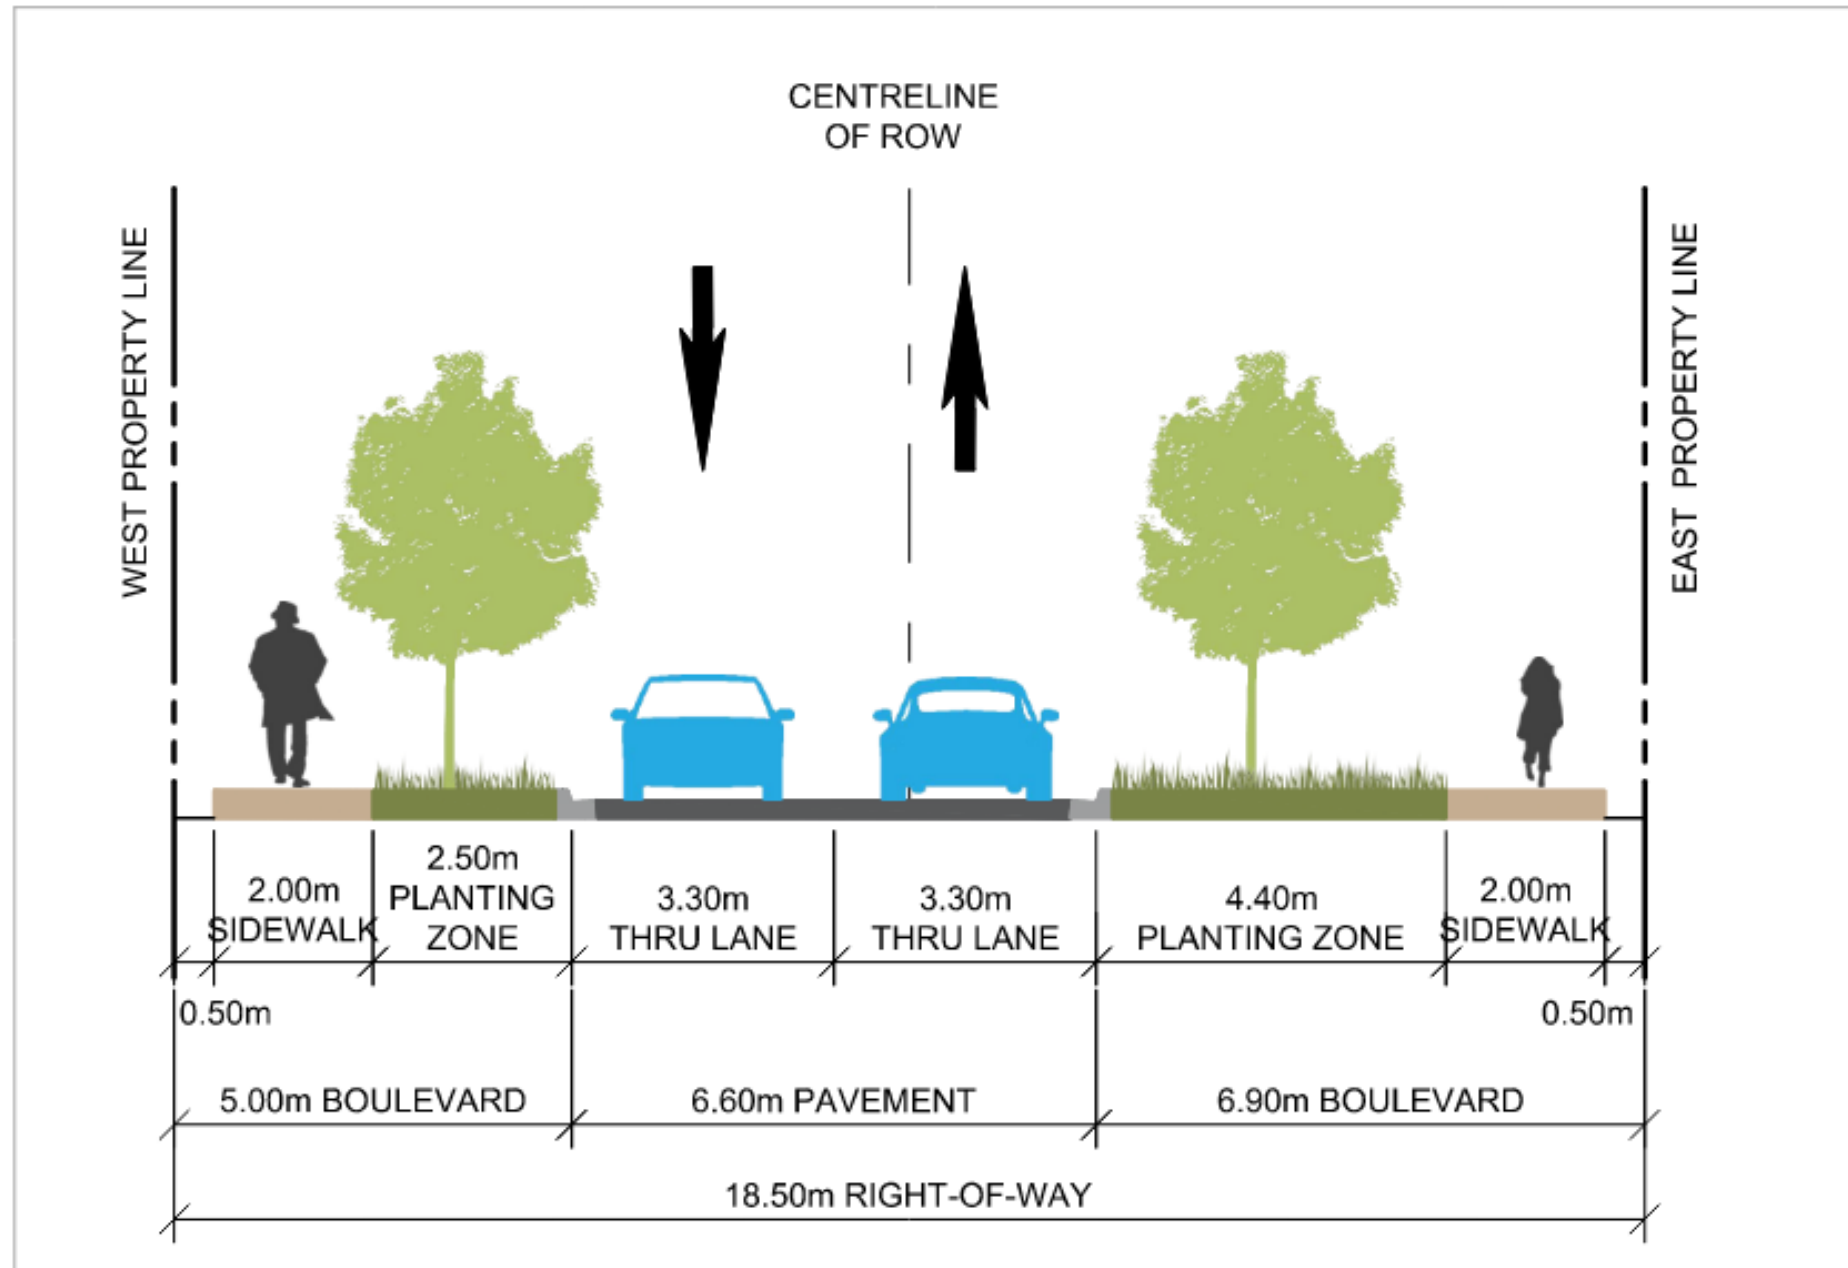 CENTRELINE
OF ROW
WEST PROPERTY LINE
EAST PROPERTY LINE
2.00m
SIDEWALK
2.50m
PLANTING
ZONE
3.30m
THRU LANE
3.30m
THRU LANE
4.40m
PLANTING ZONE
2.00m
SIDEWALK
0.50m
0.50m
5.00m BOULEVARD
6.60m PAVEMENT
6.90m BOULEVARD
18.50m RIGHT-OF-WAY